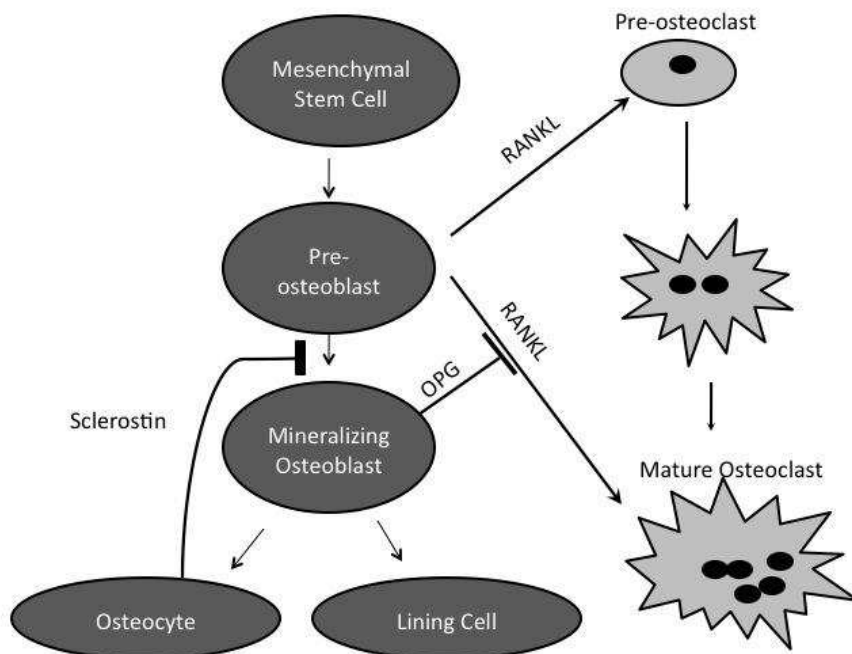 Pre-osteoclast
Mesenchymal
Stem Cell
RANKL
Pre-
osteoblast
RANKL
OPG
Sclerostin
Mineralizing
Osteoblast
Mature Osteoclast
Osteocyte
Lining Cell